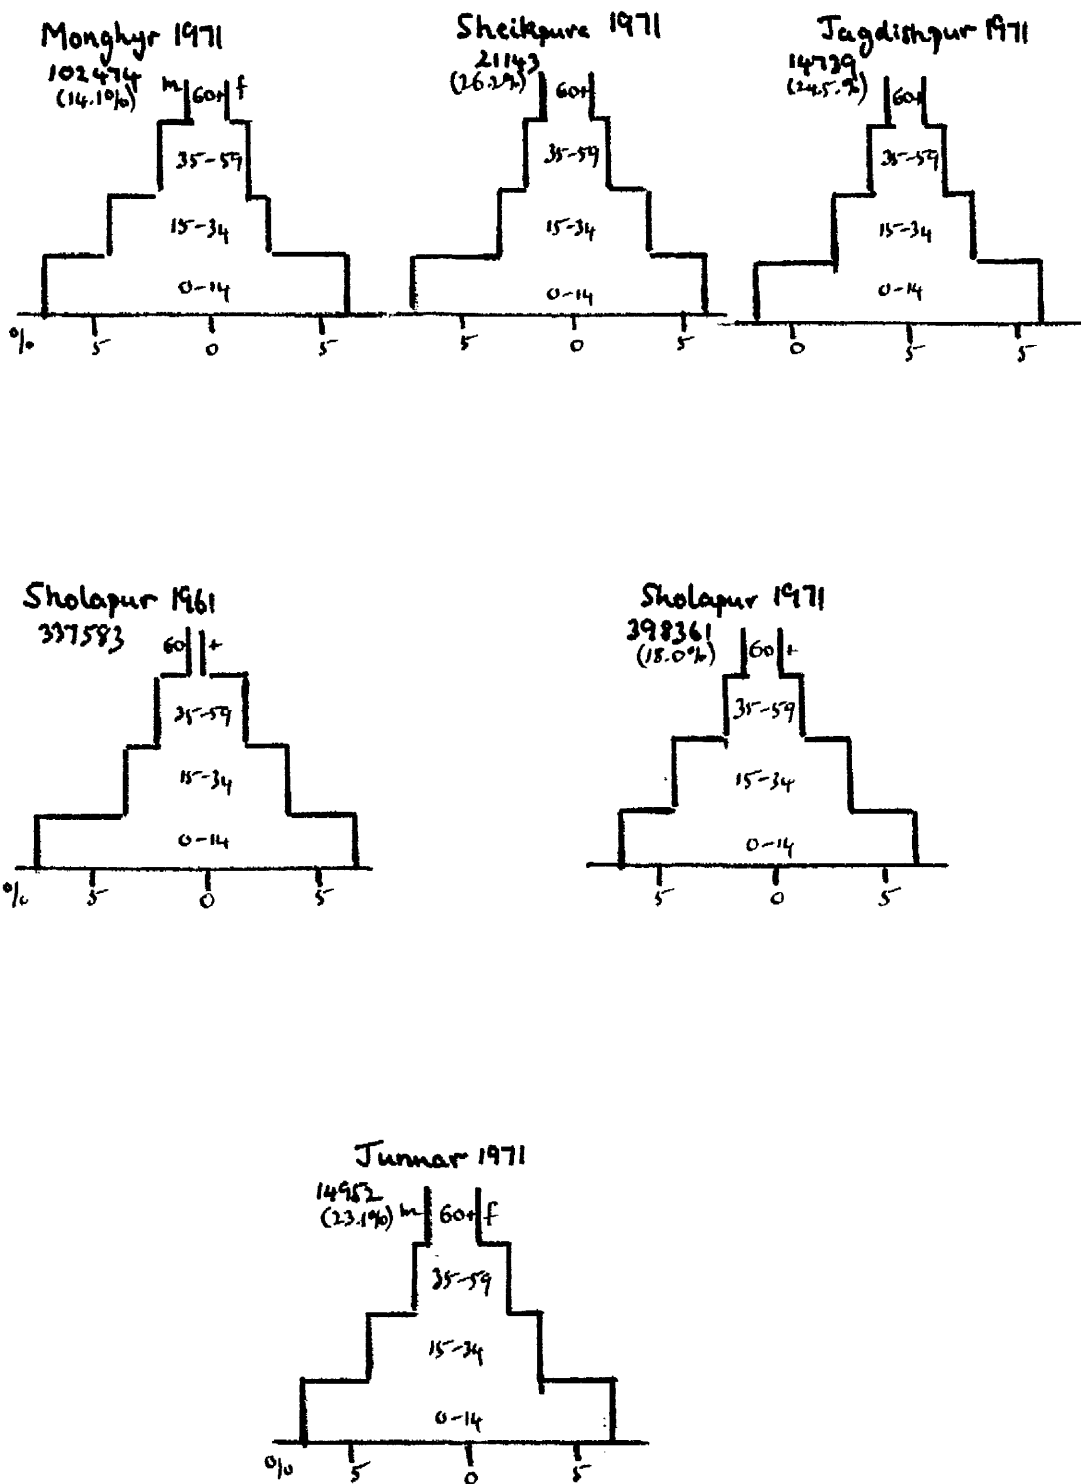 Monghyr 1971
102474
(14.1%)
m 60+ f
35-59
15-34
0-14
% 5 0 5
Sheikpura 1971
21143
(26.2%)
60+
35-59
15-34
0-14
5 0 5
Jagdishpur 1971
14739
(24.5.%)
60+
35-59
15-34
0-14
0 5 5
Sholapur 1961
337583
60 +
35-59
15-34
0-14
% 5 0 5
Sholapur 1971
398361
(18.0%)
60+
35-59
15-34
0-14
5 0 5
Junnar 1971
14952
(23.1%)
m 60+ f
35-59
15-34
0-14
% 5 0 5